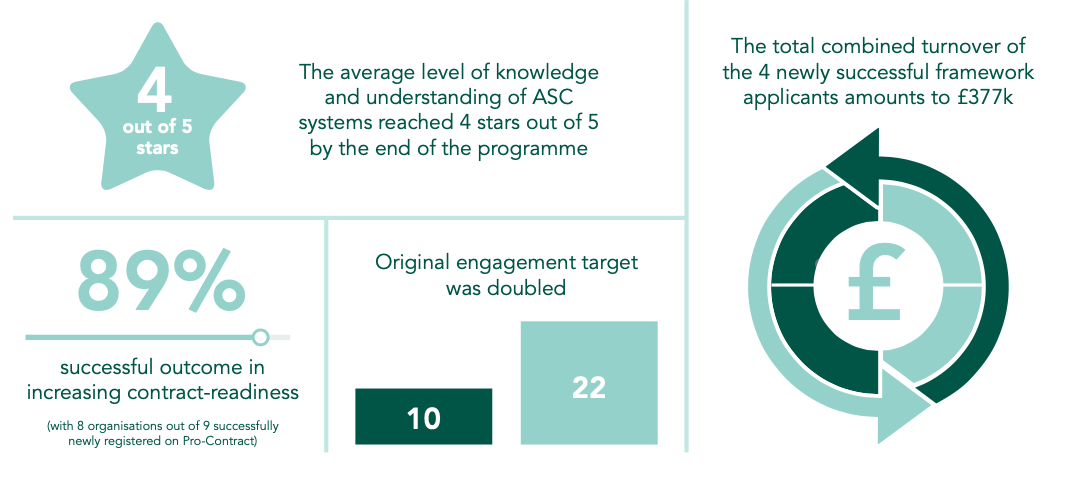 4
out of 5
stars
The average level of knowledge
and understanding of ASC
systems reached 4 stars out of 5
by the end of the programme
89%
successful outcome in
increasing contract-readiness
(with 8 organisations out of 9 successfully
newly registered on Pro-Contract)
Original engagement target
was doubled
10
22
The total combined turnover of
the 4 newly successful framework
applicants amounts to £377k
£